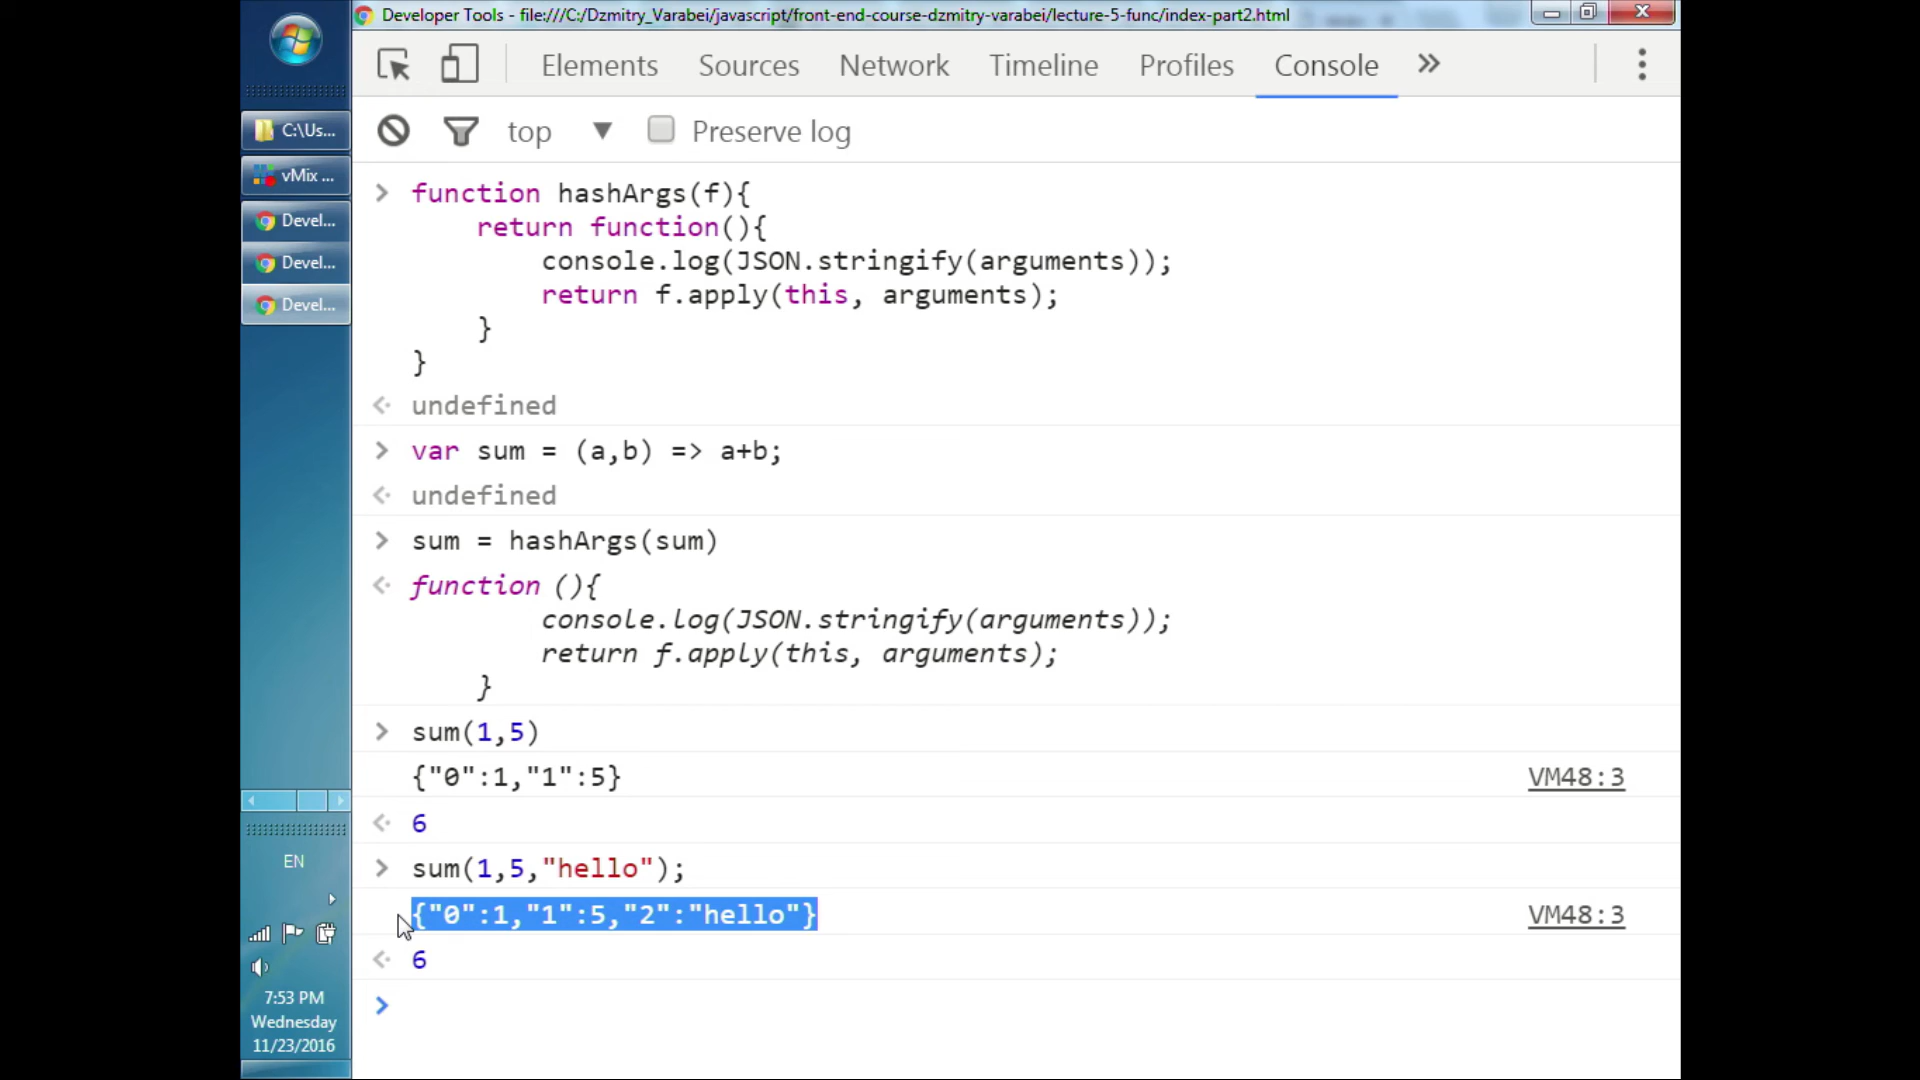 Developer Tools - file:///C:/Dzmitry_Varabei/javascript/front-end-course-dzmitry-varabei/lecture-5-func/index-part2.html
Elements Sources Network Timeline Profiles Console »
top ▼ Preserve log
C:\Us...
vMix ...
Devel...
Devel...
Devel...
> function hashArgs(f){
return function(){
console.log(JSON.stringify(arguments));
return f.apply(this, arguments);
}
}
undefined
> var sum = (a,b) => a+b;
undefined
> sum = hashArgs(sum)
function (){
console.log(JSON.stringify(arguments));
return f.apply(this, arguments);
}
> sum(1,5)
{"0":1,"1":5} VM48:3
6
> sum(1,5,"hello");
{"0":1,"1":5,"2":"hello"} VM48:3
6
>
EN
7:53 PM
Wednesday
11/23/2016